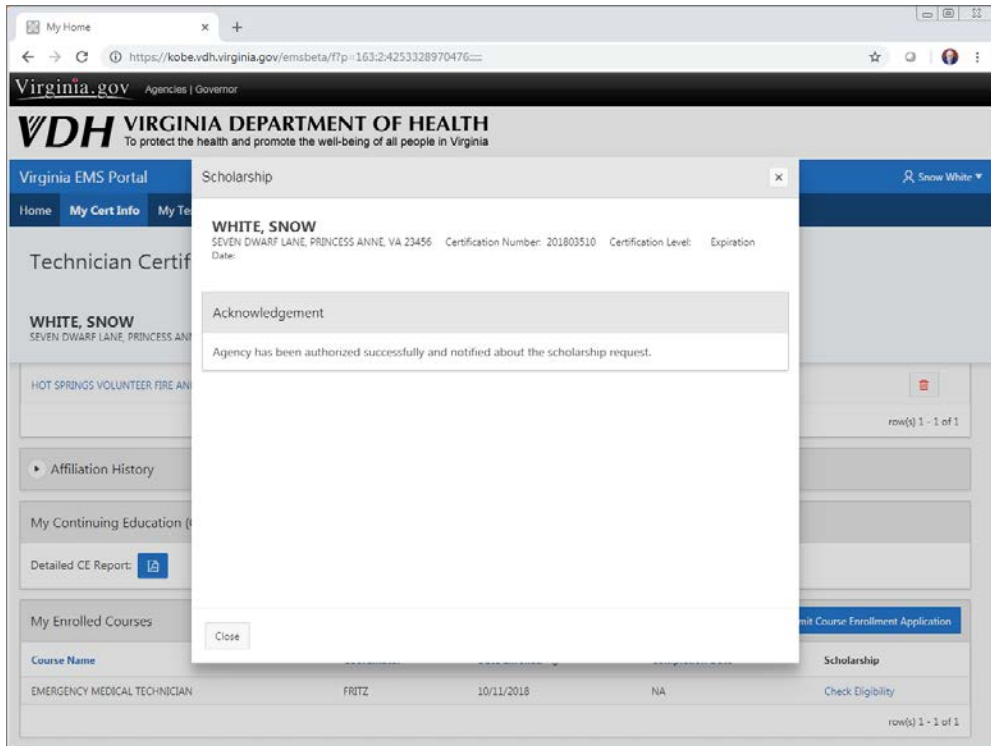 My Home
https://kobe.vdh.virginia.gov/emsbeta/f?p=163:2:4253328970476:::::
Virginia.gov Agencies | Governor
VDH VIRGINIA DEPARTMENT OF HEALTH
To protect the health and promote the well-being of all people in Virginia
Virginia EMS Portal
Snow White
Home My Cert Info My Te
Technician Certif
WHITE, SNOW
SEVEN DWARF LANE, PRINCESS ANN
Scholarship
WHITE, SNOW
SEVEN DWARF LANE, PRINCESS ANNE, VA 23456 Certification Number: 201803510 Certification Level: Expiration
Date:
Acknowledgement
Agency has been authorized successfully and notified about the scholarship request.
Close
HOT SPRINGS VOLUNTEER FIRE AN
row(s) 1 - 1 of 1
Affiliation History
My Continuing Education (
Detailed CE Report:
My Enrolled Courses
mit Course Enrollment Application
Course Name Scholarship
EMERGENCY MEDICAL TECHNICIAN FRITZ 10/11/2018 NA Check Eligibility
row(s) 1 - 1 of 1